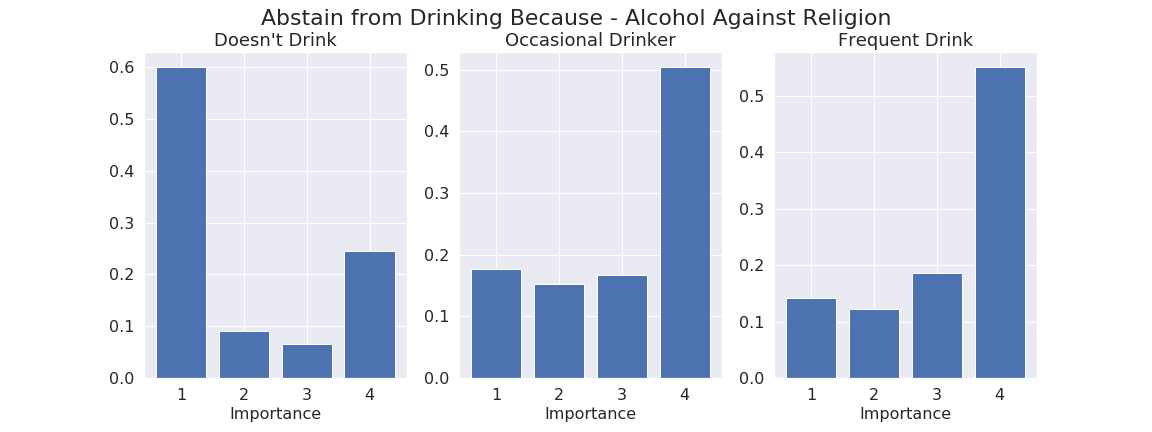 Abstain from Drinking Because - Alcohol Against Religion
Doesn't Drink
0.6
0.5
0.4
0.3
0.2
0.1
0.0
1 2 3 4
Importance
Occasional Drinker
0.5
0.4
0.3
0.2
0.1
0.0
1 2 3 4
Importance
Frequent Drink
0.5
0.4
0.3
0.2
0.1
0.0
1 2 3 4
Importance